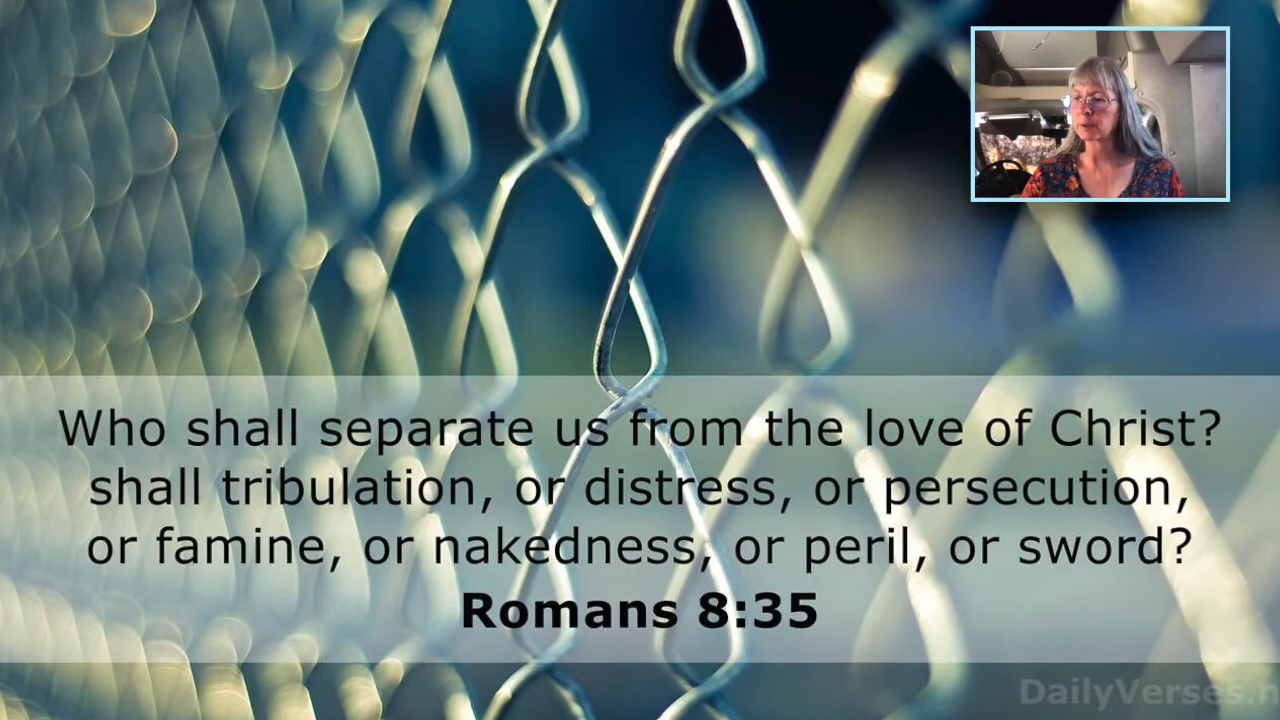 Who shall separate us from the love of Christ?
shall tribulation, or distress, or persecution,
or famine, or nakedness, or peril, or sword?
Romans 8:35
DailyVerses.n